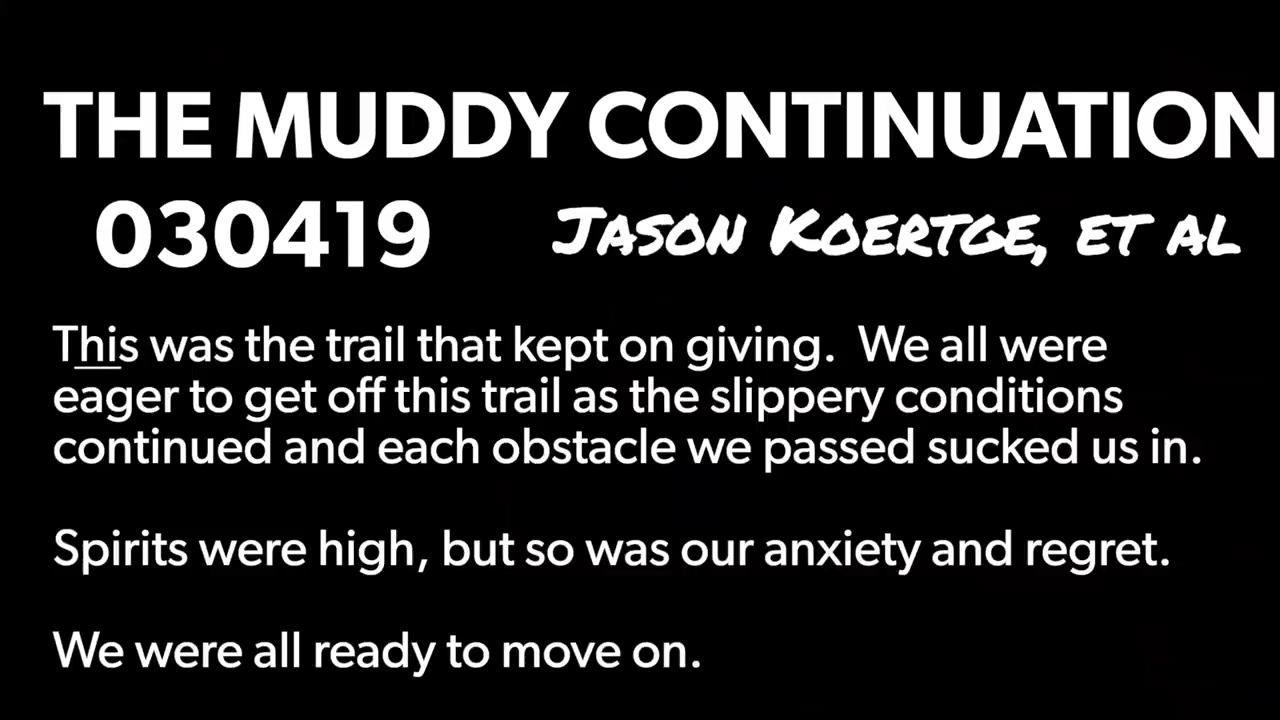 THE MUDDY CONTINUATION
030419 Jason Koertge, et al
This was the trail that kept on giving.  We all were
eager to get off this trail as the slippery conditions
continued and each obstacle we passed sucked us in.
Spirits were high, but so was our anxiety and regret.
We were all ready to move on.